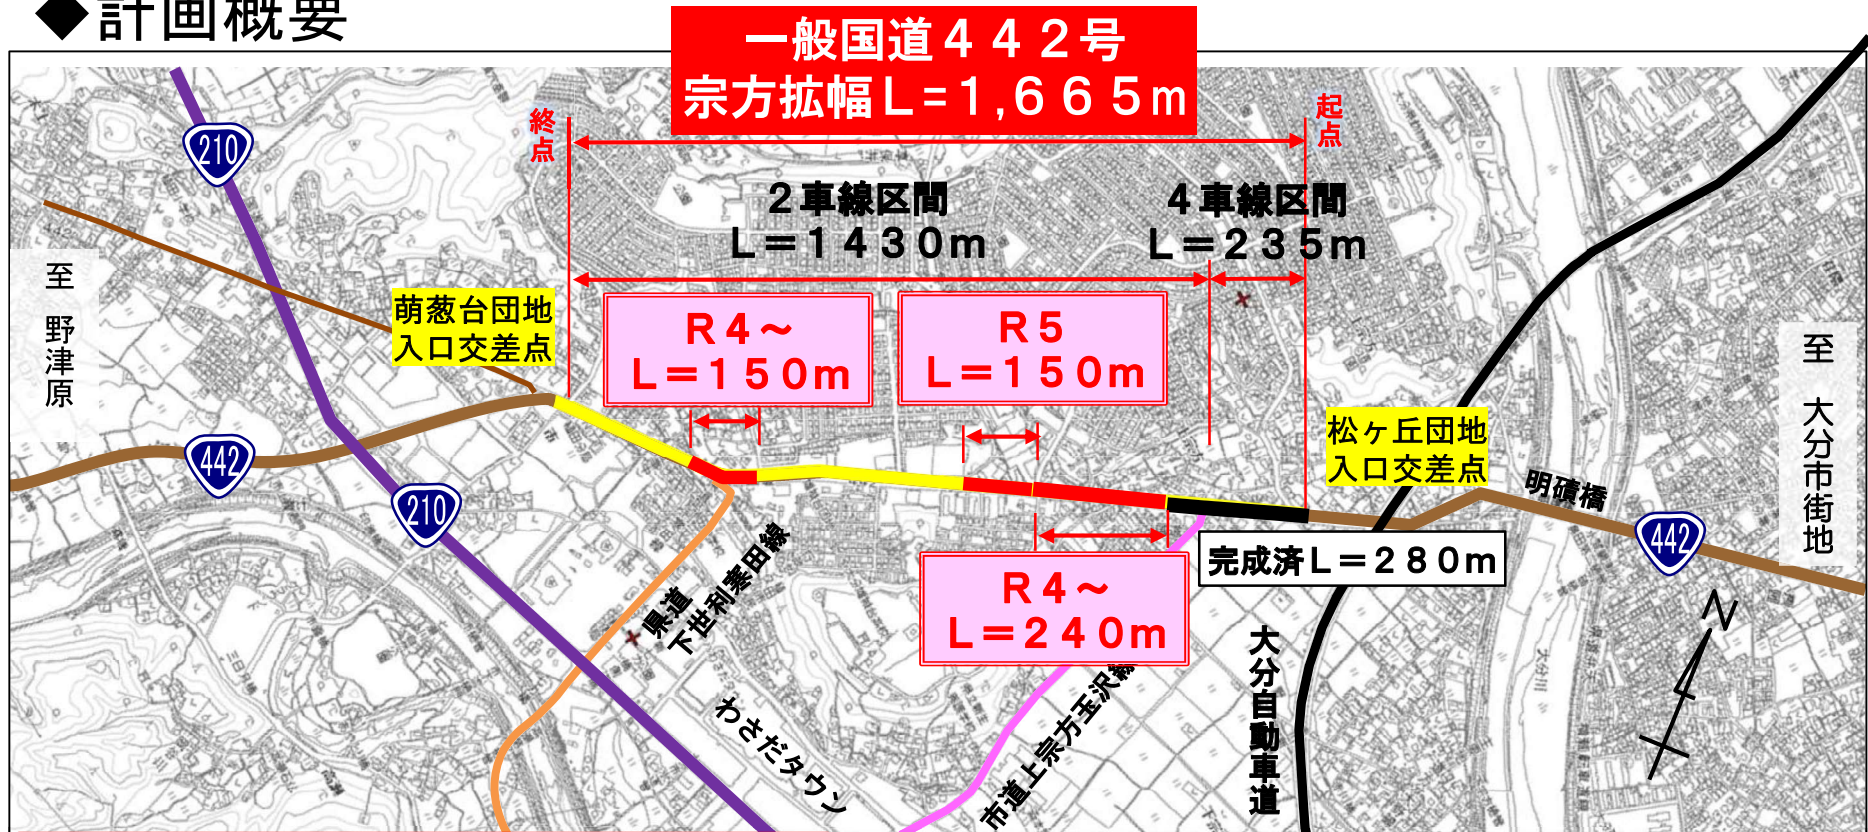 ◆計画概要
一般国道４４２号
宗方拡幅Ｌ=１,６６５ｍ
終点
起点
２車線区間
Ｌ＝１４３０ｍ
４車線区間
Ｌ＝２３５ｍ
210
至 野津原
萌葱台団地
入口交差点
Ｒ４～
Ｌ＝１５０ｍ
Ｒ５
Ｌ＝１５０ｍ
至 大分市街地
松ヶ丘団地
入口交差点
明磧橋
442
210
442
完成済Ｌ＝２８０ｍ
Ｒ４～
Ｌ＝２４０ｍ
県道
下世利寒田線
わさだタウン
市道上宗方玉沢線
大分自動車道
大分川
N